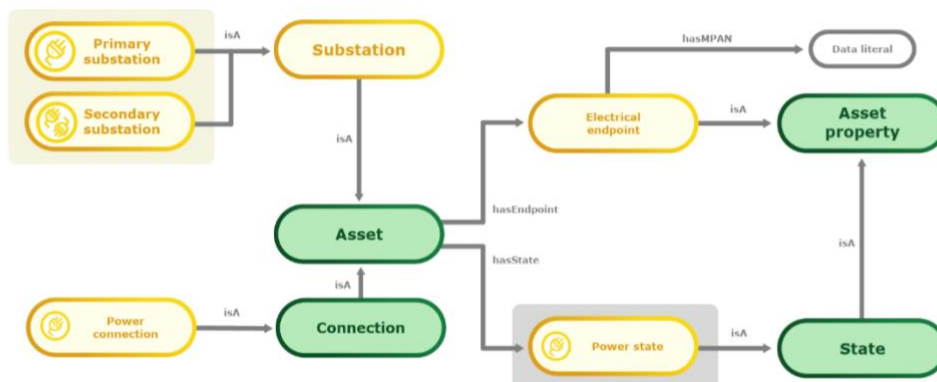 Primary
substation
isA
Substation
hasMPAN
Data literal
Secondary
substation
isA
Electrical
endpoint
isA
Asset
property
hasEndpoint
Asset
hasState
isA
isA
Power
connection
isA
Connection
Power state
isA
State